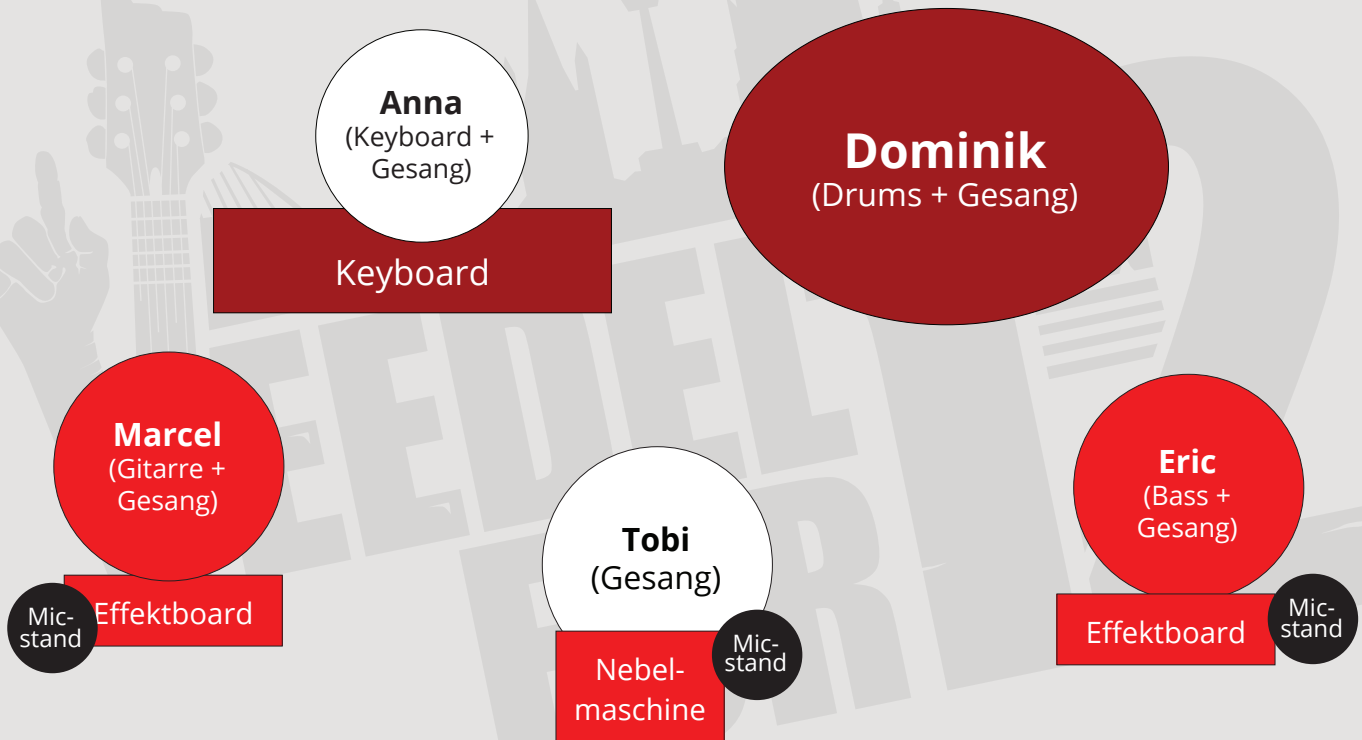 Anna
(Keyboard +
Gesang)
Keyboard
Dominik
(Drums + Gesang)
Marcel
(Gitarre +
Gesang)
Effektboard
Mic-
stand
Tobi
(Gesang)
Nebel-
maschine
Mic-
stand
Eric
(Bass +
Gesang)
Effektboard
Mic-
stand